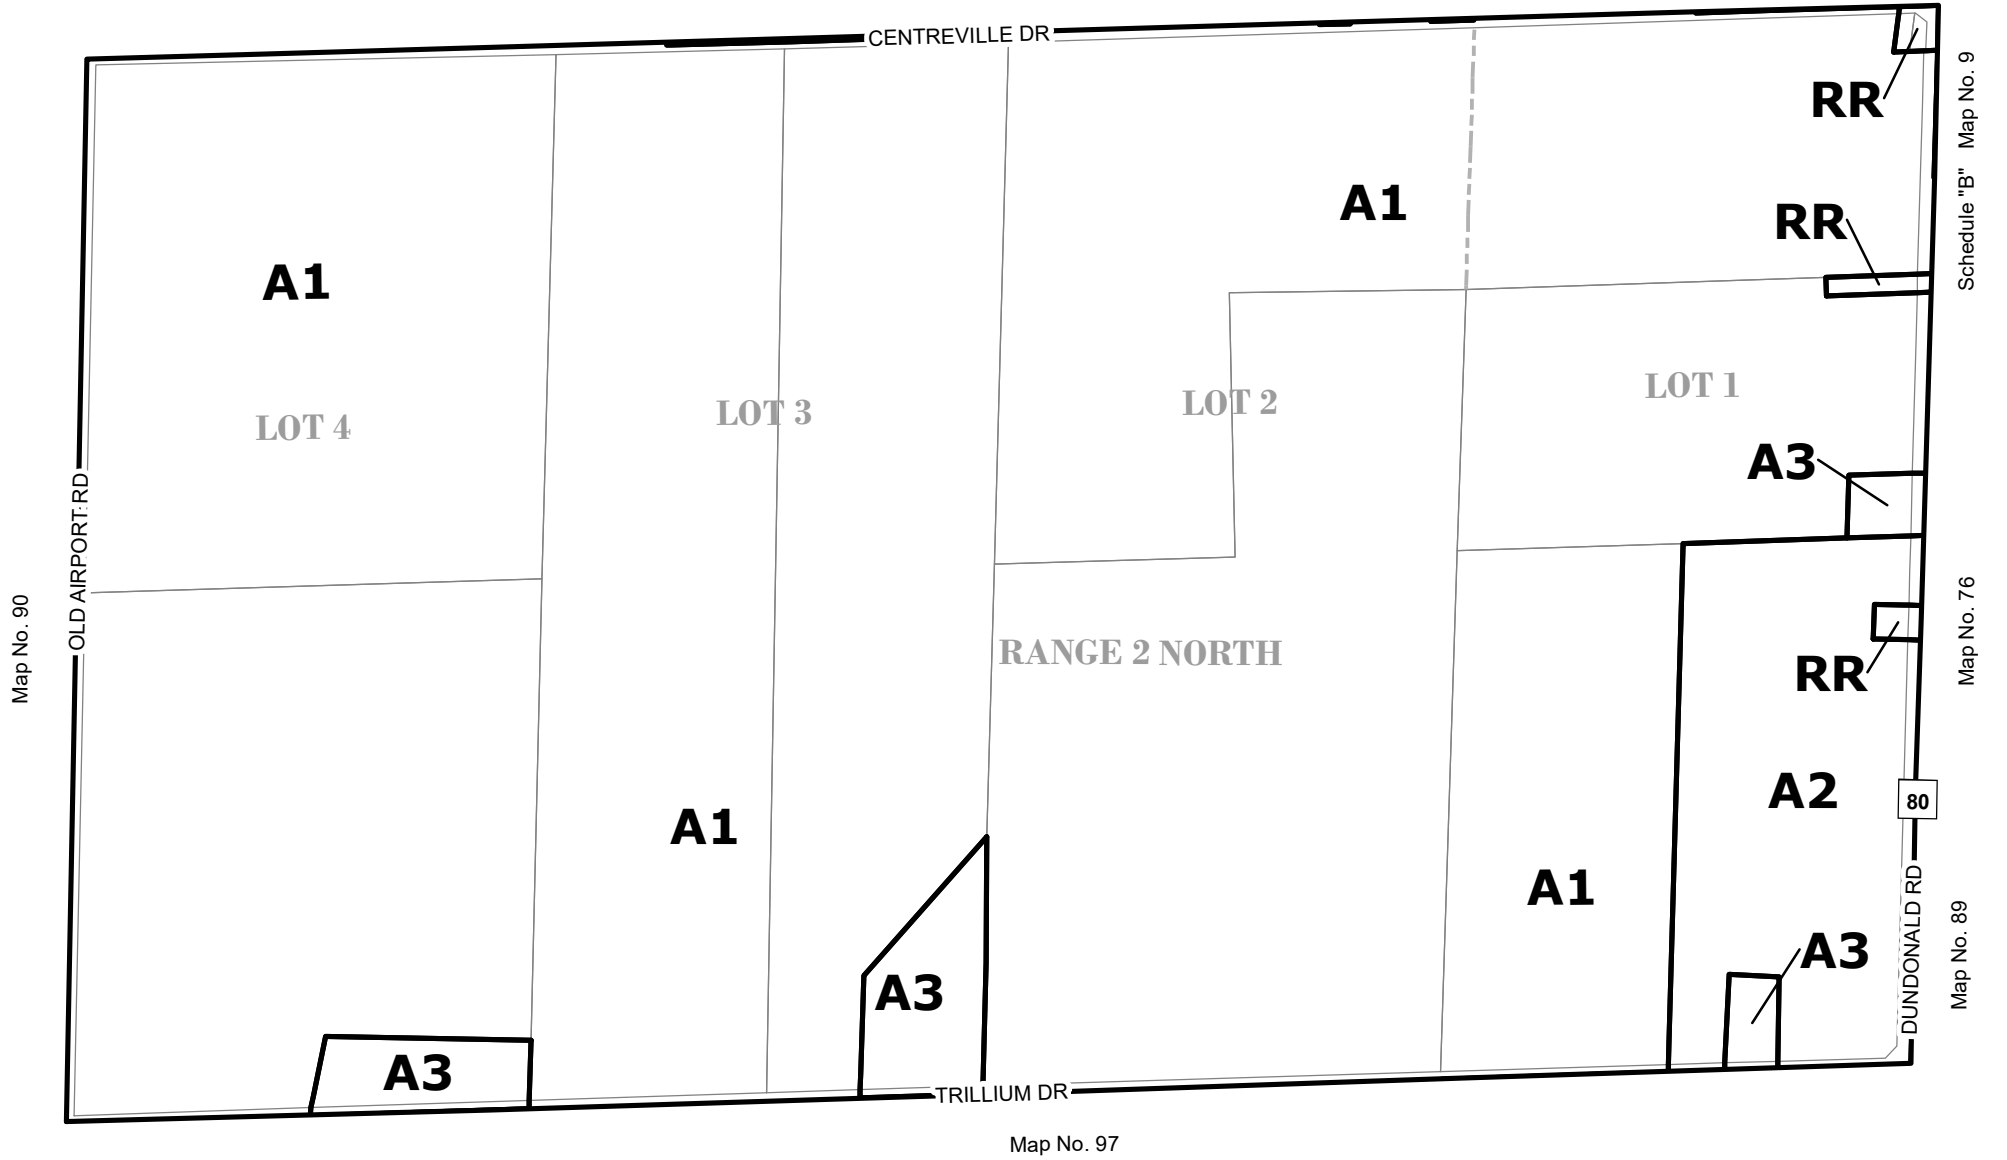 CENTREVILLE DR
Schedule "B" Map No. 9
RR
A1
RR
A1
LOT 4
LOT 3
LOT 2
LOT 1
A3
OLD AIRPORT RD
Map No. 90
RANGE 2 NORTH
RR
Map No. 76
A2
80
A1
A1
DUNDONALD RD
Map No. 89
A3
A3
A3
TRILLIUM DR
Map No. 97